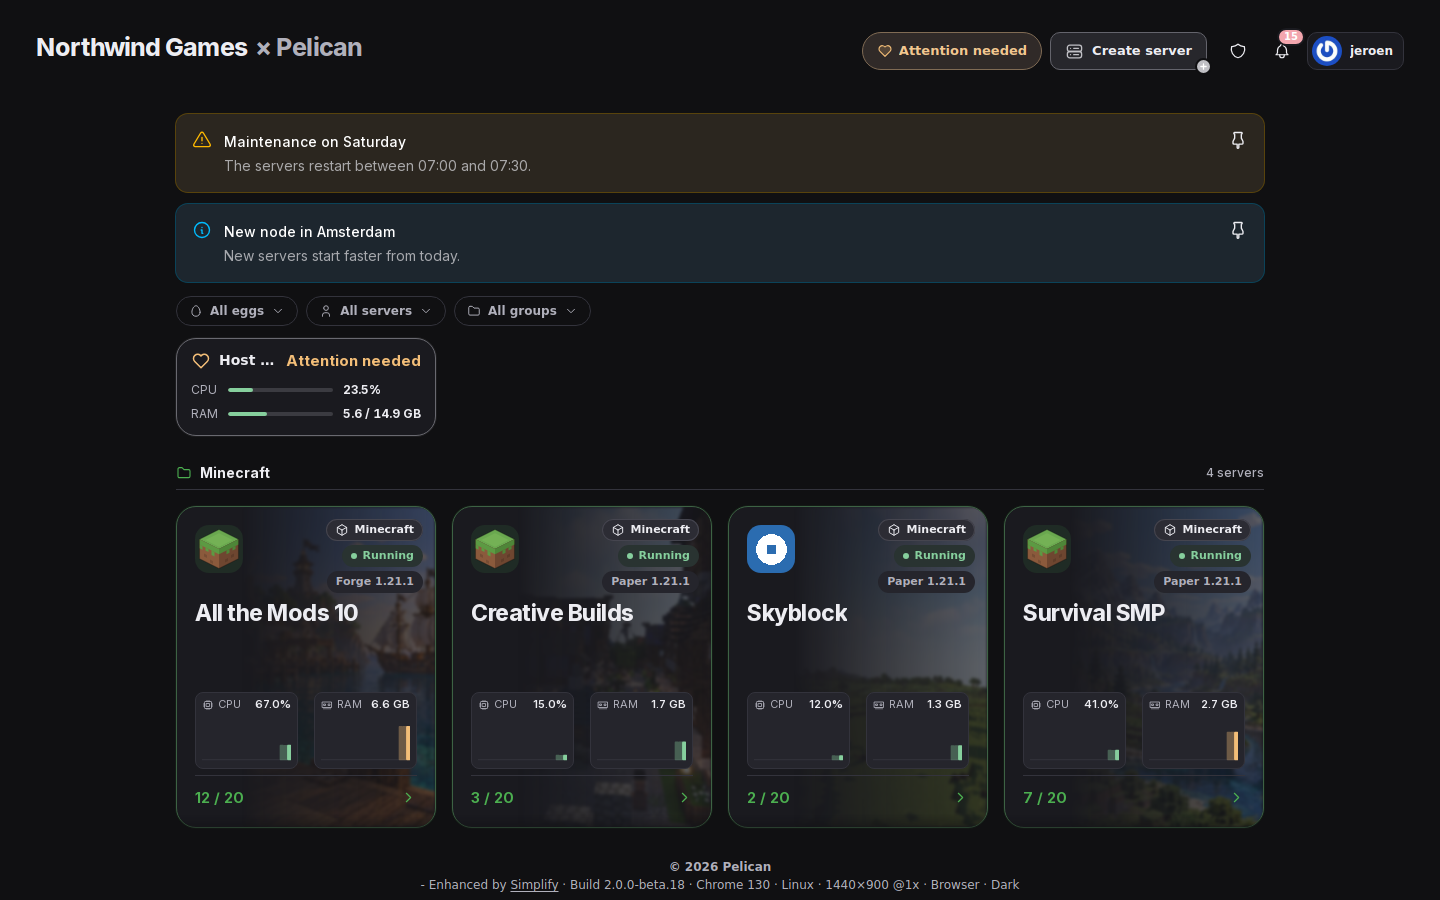 Northwind Games × Pelican
Attention needed
Create server
15
jeroen
Maintenance on Saturday
The servers restart between 07:00 and 07:30.
New node in Amsterdam
New servers start faster from today.
All eggs
All servers
All groups
Host ...
Attention needed
CPU 23.5%
RAM 5.6 / 14.9 GB
Minecraft
4 servers
Minecraft
Running
Forge 1.21.1
All the Mods 10
CPU 67.0%
RAM 6.6 GB
12 / 20
Minecraft
Running
Paper 1.21.1
Creative Builds
CPU 15.0%
RAM 1.7 GB
3 / 20
Minecraft
Running
Paper 1.21.1
Skyblock
CPU 12.0%
RAM 1.3 GB
2 / 20
Minecraft
Running
Paper 1.21.1
Survival SMP
CPU 41.0%
RAM 2.7 GB
7 / 20
© 2026 Pelican
- Enhanced by Simplify · Build 2.0.0-beta.18 · Chrome 130 · Linux · 1440×900 @1x · Browser · Dark